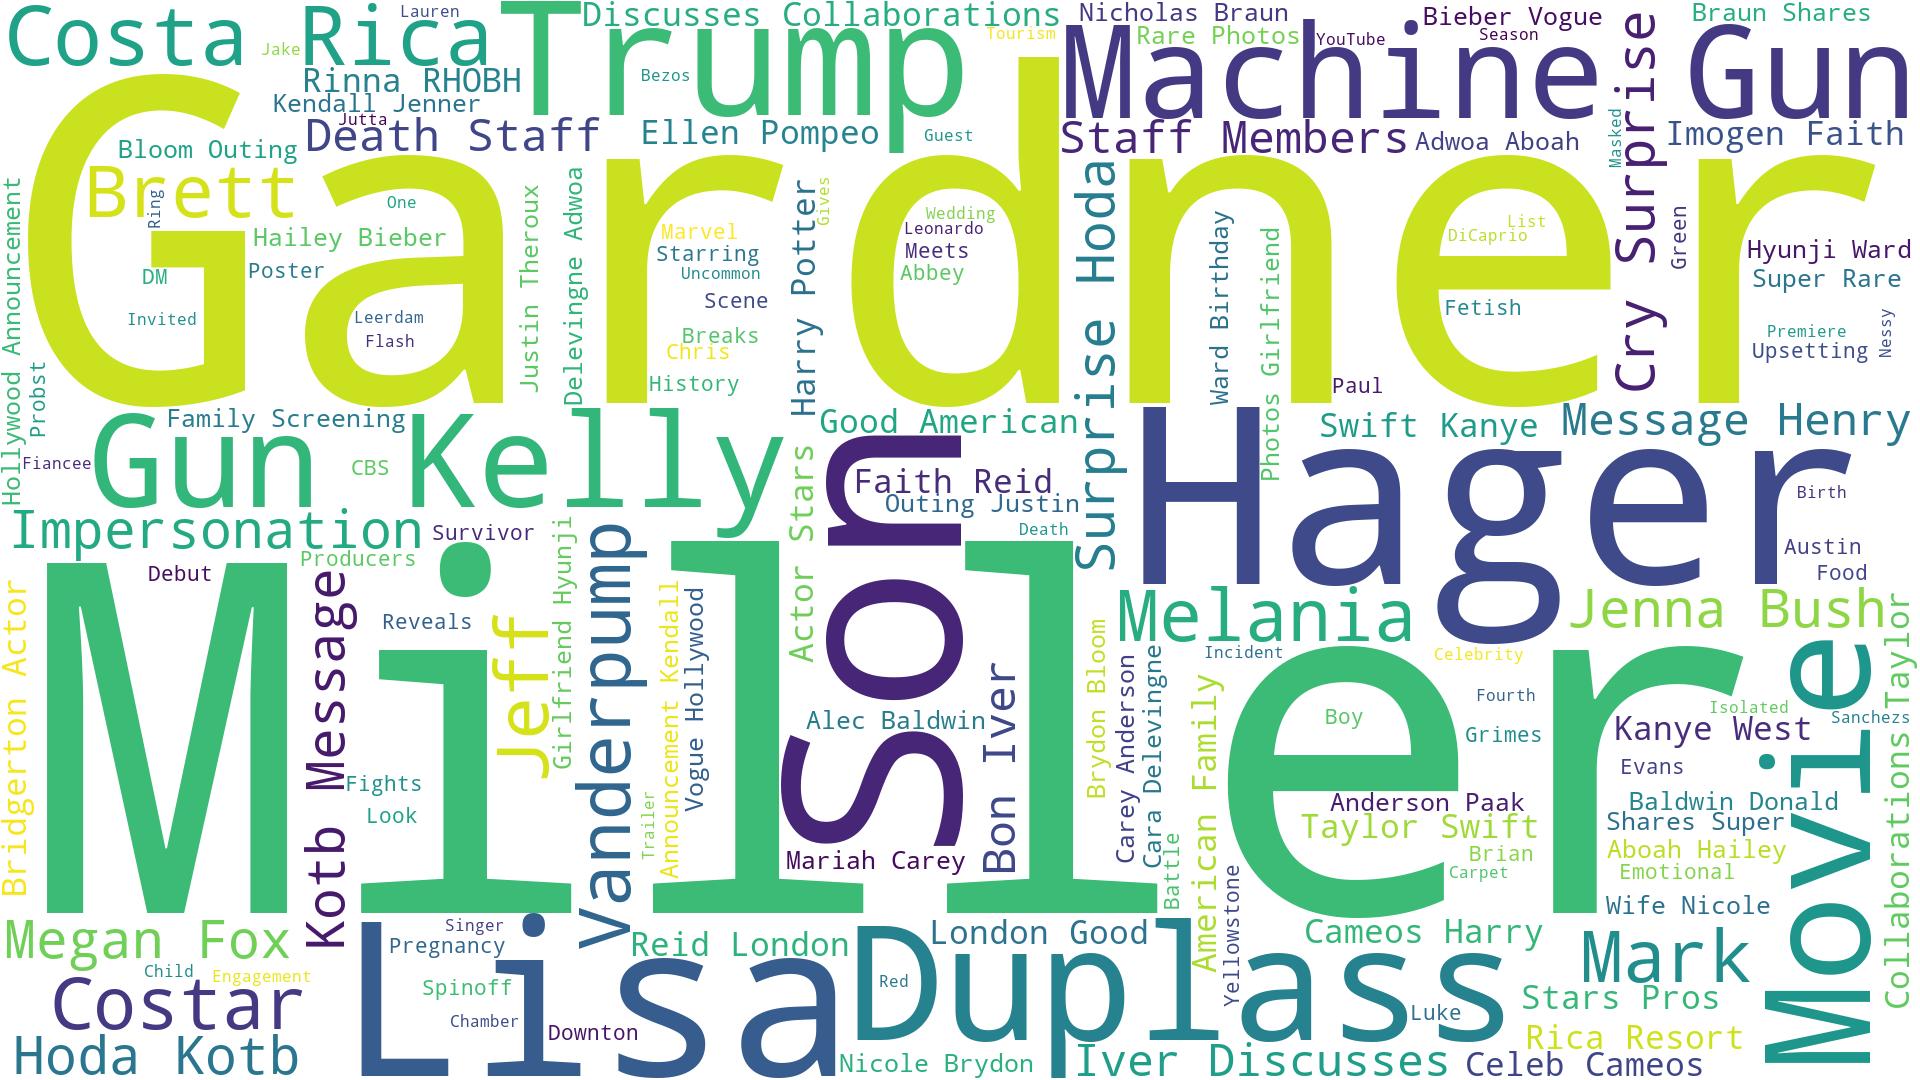 Costa Rica
Lauren
Jake
Trump
Discusses Collaborations
Tourism
Machine Gun
Nicholas Braun
Rare Photos
YouTube
Bieber Vogue
Season
Braun Shares
Rinna RHOBH
Kendall Jenner
Jutta
Death Staff
Bezos
Ellen Pompeo
Guest
Staff Members
Adwoa Aboah
Masked
Cry Surprise
Imogen Faith
Gardner
Bloom Outing
Brett
Ring
One
Hailey Bieber
DM
Poster
Invited
Leerdam
Flash
Hollywood Announcement
Probst
Justin Theroux
Delevingne Adwoa
Marvel
Starring
Uncommon
Scene
Breaks
Chris
History
Harry Potter
Gives
Wedding
Leonardo
Meets
Abbey
Surprise Hoda
Ward Birthday
Photos Girlfriend
Paul
List
DiCaprio
Fetish
Green
Hyunji Ward
Super Rare
Premiere
Upsetting
Nessy
Family Screening
Fiancee
Gun Kelly
CBS
Good American
Swift Kanye
Message Henry
Actor Stars
Son
Faith Reid
Outing Justin
Death
Hager
Birth
Austin
Food
Impersonation
Survivor
Producers
Debut
Miller
Bridgerton Actor
Kotb Message
Reveals
Fights
Look
Jeff
Girlfriend Hyunji
Vanderpump
Trailer
Announcement Kendall
Vogue Hollywood
Alec Baldwin
Mariah Carey
Bon Iver
Brydon Bloom
Carey Anderson
Cara Delevingne
Battle
American Family
Yellowstone
Melania
Incident
Jenna Bush
Celebrity
Fourth
Boy
Grimes
Isolated
Sanchezs
Kanye West
Evans
Movie
Collaborations Taylor
Anderson Paak
Taylor Swift
Brian
Carpet
Baldwin Donald
Shares Super
Aboah Hailey
Emotional
Wife Nicole
Megan Fox
Child
Engagement
Costar
Hoda Kotb
Lisa
Singer
Pregnancy
Spinoff
Chamber
Downton
Reid London
Duplass
London Good
Red
Nicole Brydon
Cameos Harry
Luke
Mark
Stars Pros
Rica Resort
Iver Discusses
Celeb Cameos